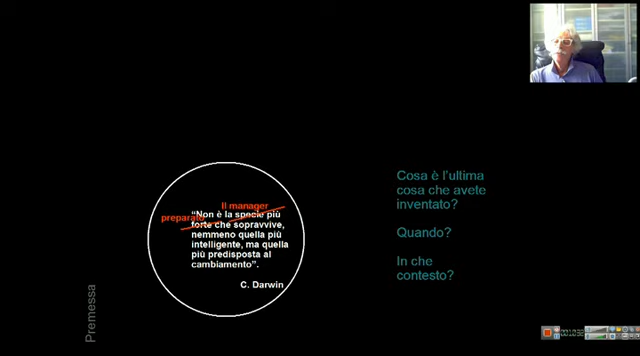 Il manager
preparato
“Non è la specie più
forte che sopravvive,
nemmeno quella più
intelligente, ma quella
più predisposta al
cambiamento”.
C. Darwin
Cosa è l’ultima
cosa che avete
inventato?
Quando?
In che
contesto?
Premessa